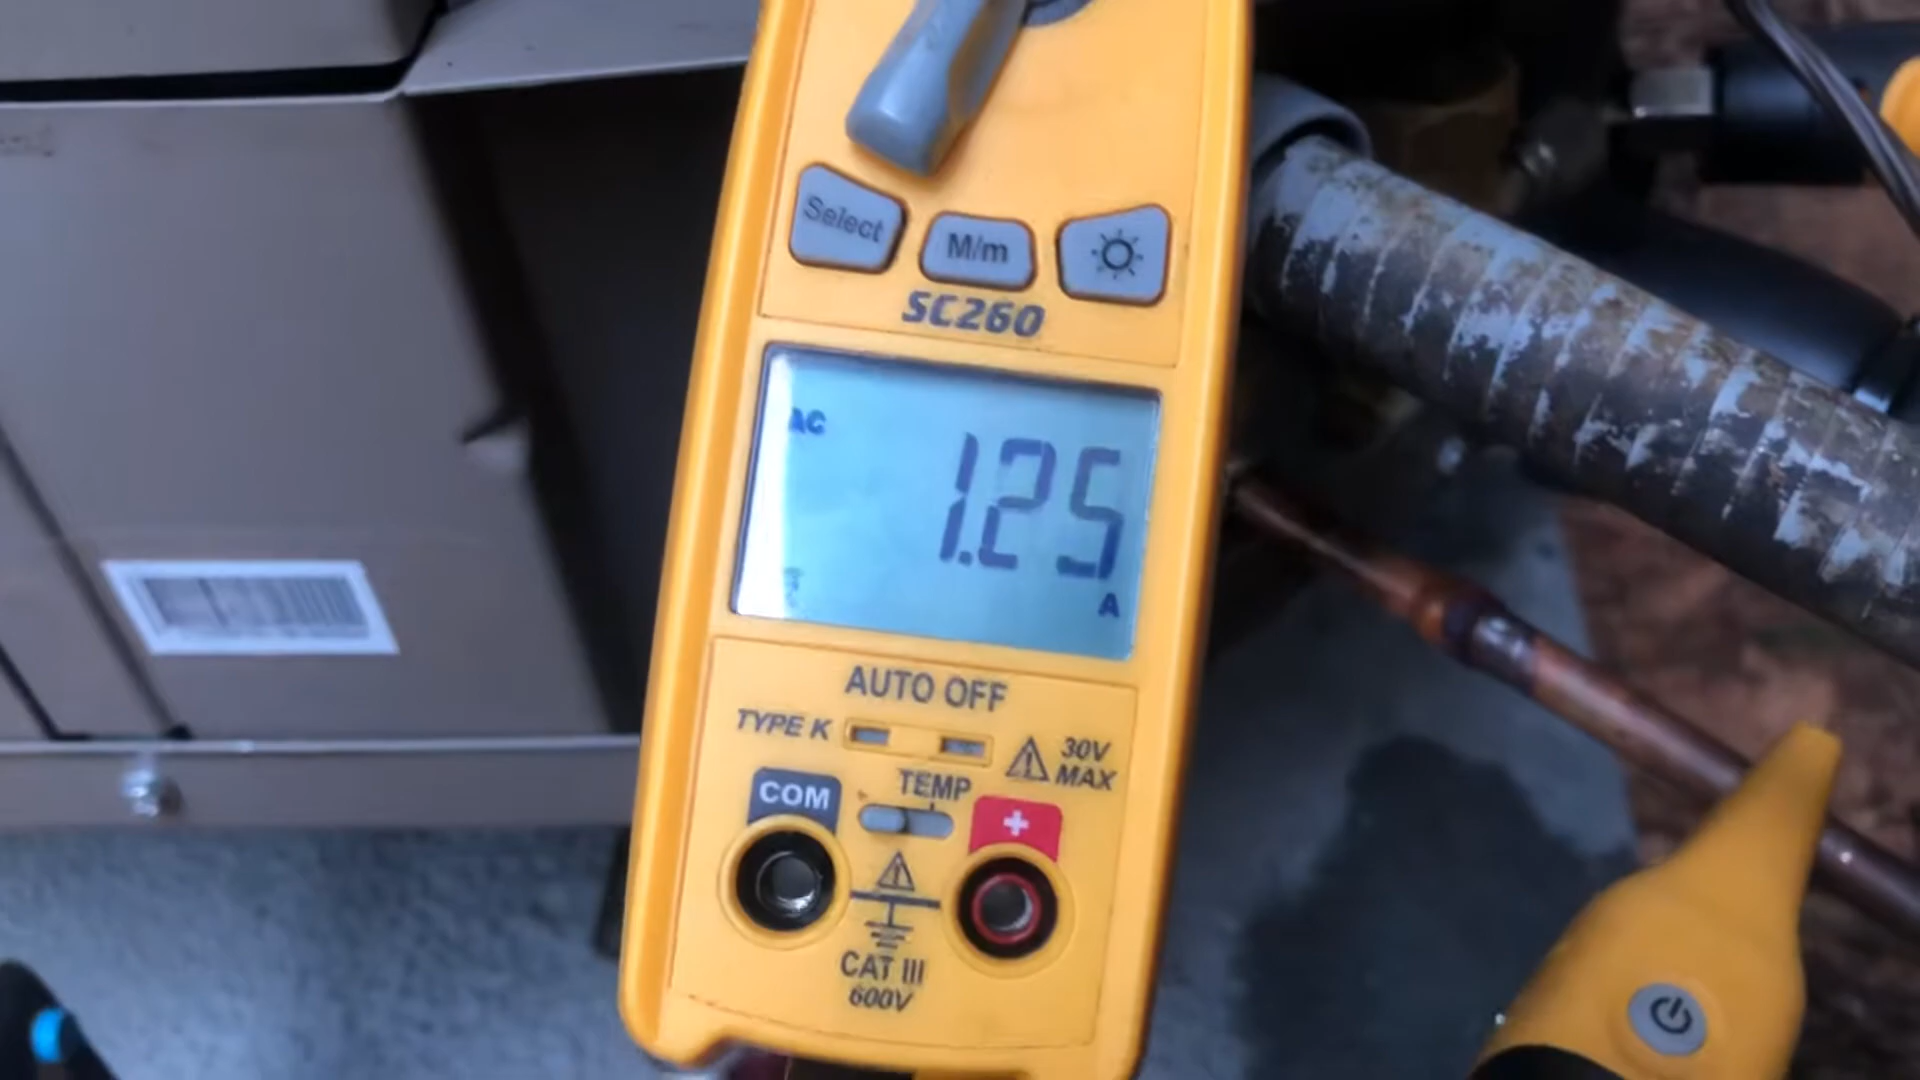 Select
M/m
SC260
AC
1.25
A
AUTO OFF
TYPE K
30V
MAX
COM
TEMP
+
CAT III
600V